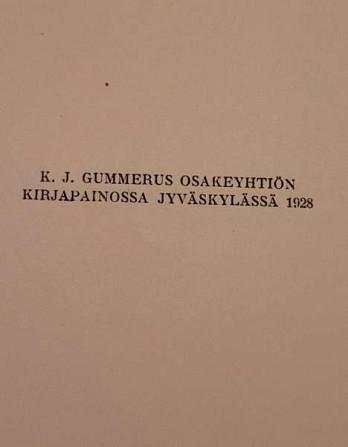 K. J. GUMMERUS OSAKEYHTIÖN
KIRJAPAINOSSA JYVÄSKYLÄSSÄ 1928